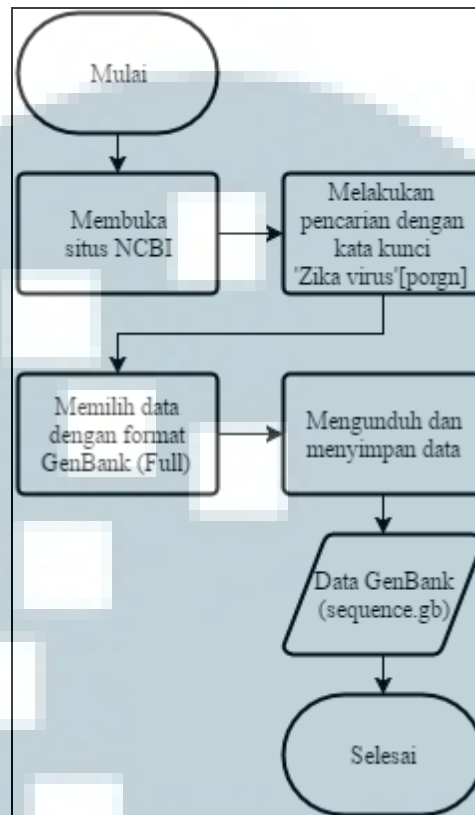 Mulai
Membuka
situs NCBI
Melakukan
pencarian dengan
kata kunci
'Zika virus'[porgn]
Memilih data
dengan format
GenBank (Full)
Mengunduh dan
menyimpan data
Data GenBank
(sequence.gb)
Selesai